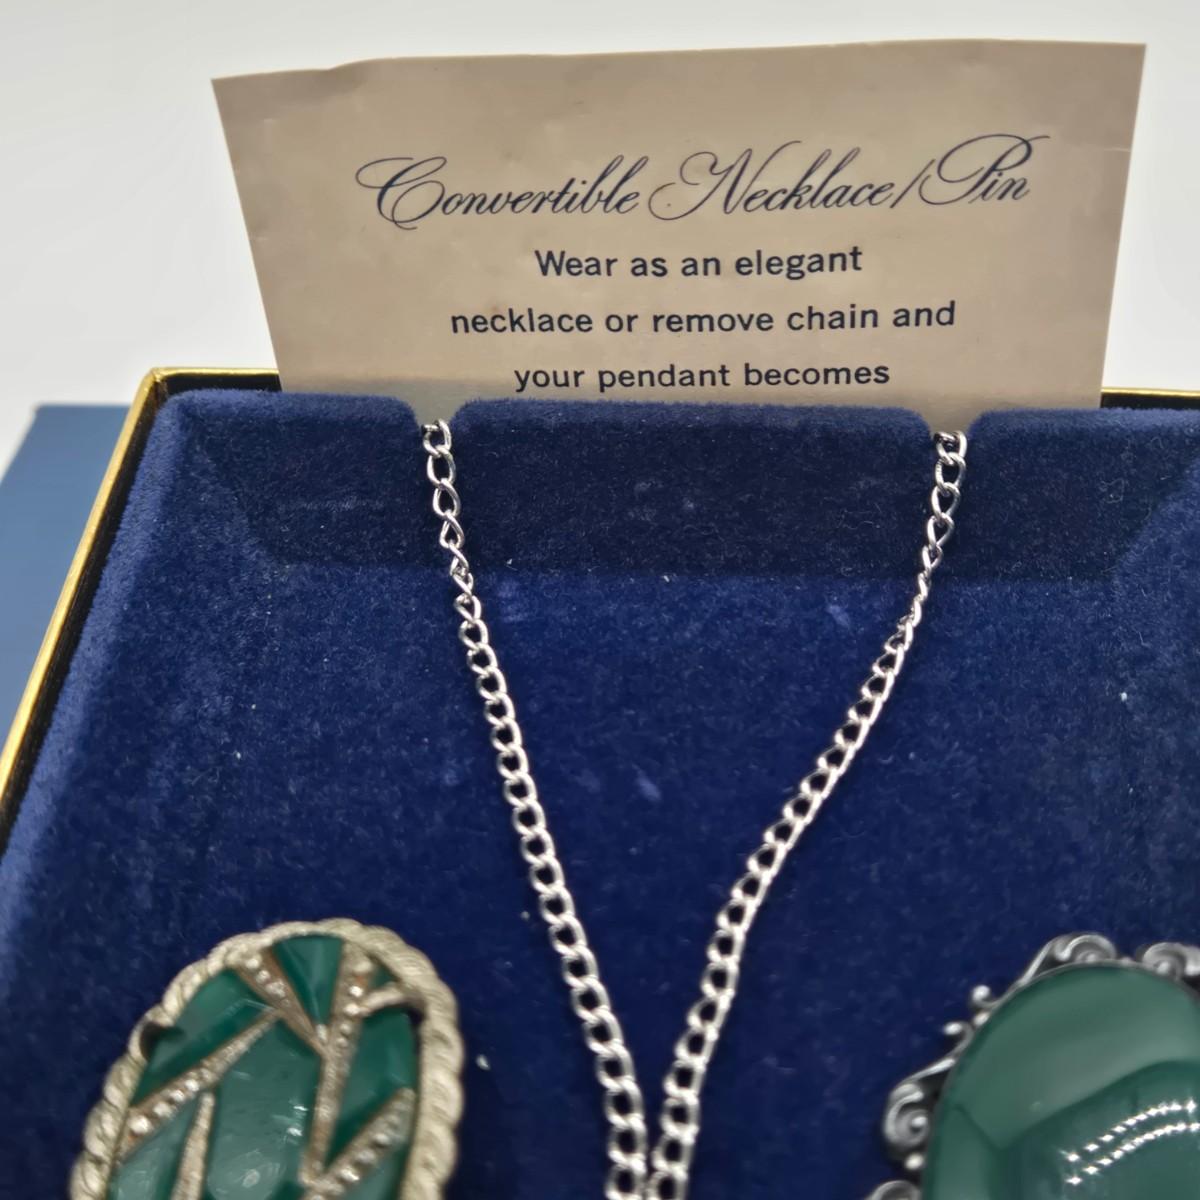 Convertible Necklace/Pin
Wear as an elegant
necklace or remove chain and
your pendant becomes